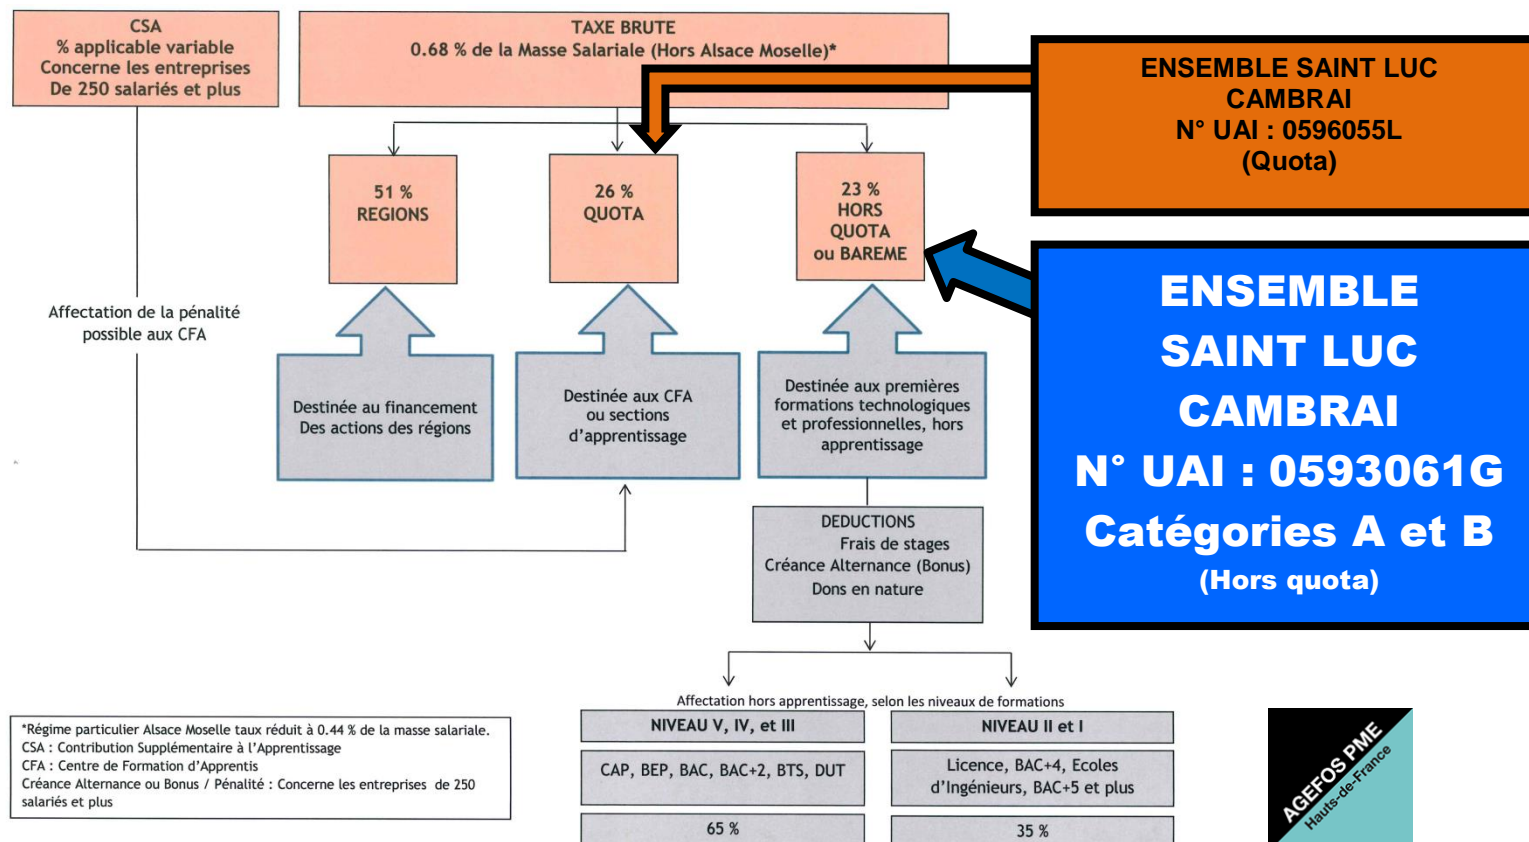 CSA
% applicable variable
Concerne les entreprises
De 250 salariés et plus
TAXE BRUTE
0.68 % de la Masse Salariale (Hors Alsace Moselle)*
ENSEMBLE SAINT LUC
CAMBRAI
N° UAI : 0596055L
(Quota)
51 %
REGIONS
26 %
QUOTA
23 %
HORS
QUOTA
ou BAREME
ENSEMBLE
SAINT LUC
CAMBRAI
N° UAI : 0593061G
Catégories A et B
(Hors quota)
Affectation de la pénalité
possible aux CFA
Destinée au financement
Des actions des régions
Destinée aux CFA
ou sections
d'apprentissage
Destinée aux premières
formations technologiques
et professionnelles, hors
apprentissage
DEDUCTIONS
Frais de stages
Créance Alternance (Bonus)
Dons en nature
Affectation hors apprentissage, selon les niveaux de formations
NIVEAU V, IV, et III
CAP, BEP, BAC, BAC+2, BTS, DUT
65 %
NIVEAU II et I
Licence, BAC+4, Ecoles
d'Ingénieurs, BAC+5 et plus
35 %
*Régime particulier Alsace Moselle taux réduit à 0.44 % de la masse salariale.
CSA : Contribution Supplémentaire à l'Apprentissage
CFA : Centre de Formation d'Apprentis
Créance Alternance ou Bonus / Pénalité : Concerne les entreprises de 250
salariés et plus
AGEFOS PME
Hauts-de-France